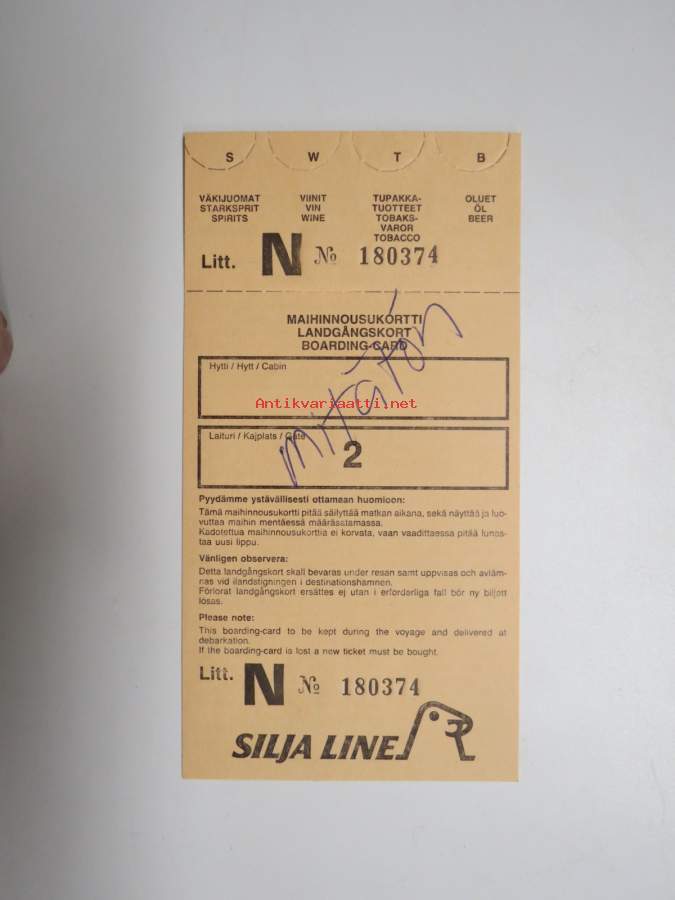 S W T B
VÄKIJUOMAT VIINIT TUPAKKA- OLUET
STARKSPRIT VIN TUOTTEET ÖL
SPIRITS WINE TOBAKS- BEER
VAROR
TOBACCO
Litt. N № 180374
MAIHINNOUSUKORTTI
LANDGÅNGSKORT
BOARDING-CARD
mitätön
Hytti / Hytt / Cabin
Antikvariaatti.net
Laituri / Kajplats / Gate
2
Pyydämme ystävällisesti ottamaan huomioon:
Tämä maihinnousukortti pitää säilyttää matkan aikana, sekä näyttää ja luo-
vuttaa maihin mentäessä määräsatamassa.
Kadotettua maihinnousukorttia ei korvata, vaan vaadittaessa pitää lunas-
taa uusi lippu.
Vänligen observera:
Detta landgångskort skall bevaras under resan samt uppvisas och avläm-
nas vid ilandstigningen i destinationshamnen.
Förlorat landgångskort ersättes ej utan i erforderliga fall bör ny biljett
lösas.
Please note:
This boarding-card to be kept during the voyage and delivered at
debarkation.
If the boarding-card is lost a new ticket must be bought.
Litt. N № 180374
SILJA LINE